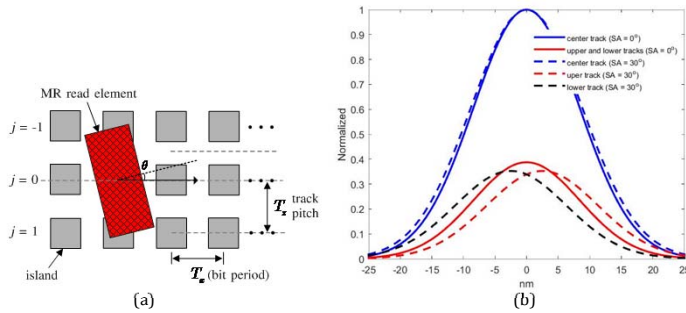 MR read element
j = -1
j = 0
j = 1
θ
T_z track
pitch
island
T_x (bit period)
(a)
(b)
Normalized
1
0.9
0.8
0.7
0.6
0.5
0.4
0.3
0.2
0.1
0
-25 -20 -15 -10 -5 0 5 10 15 20 25
nm
center track (SA = 0°)
upper and lower tracks (SA = 0°)
center track (SA = 30°)
uper track (SA = 30°)
lower track (SA = 30°)